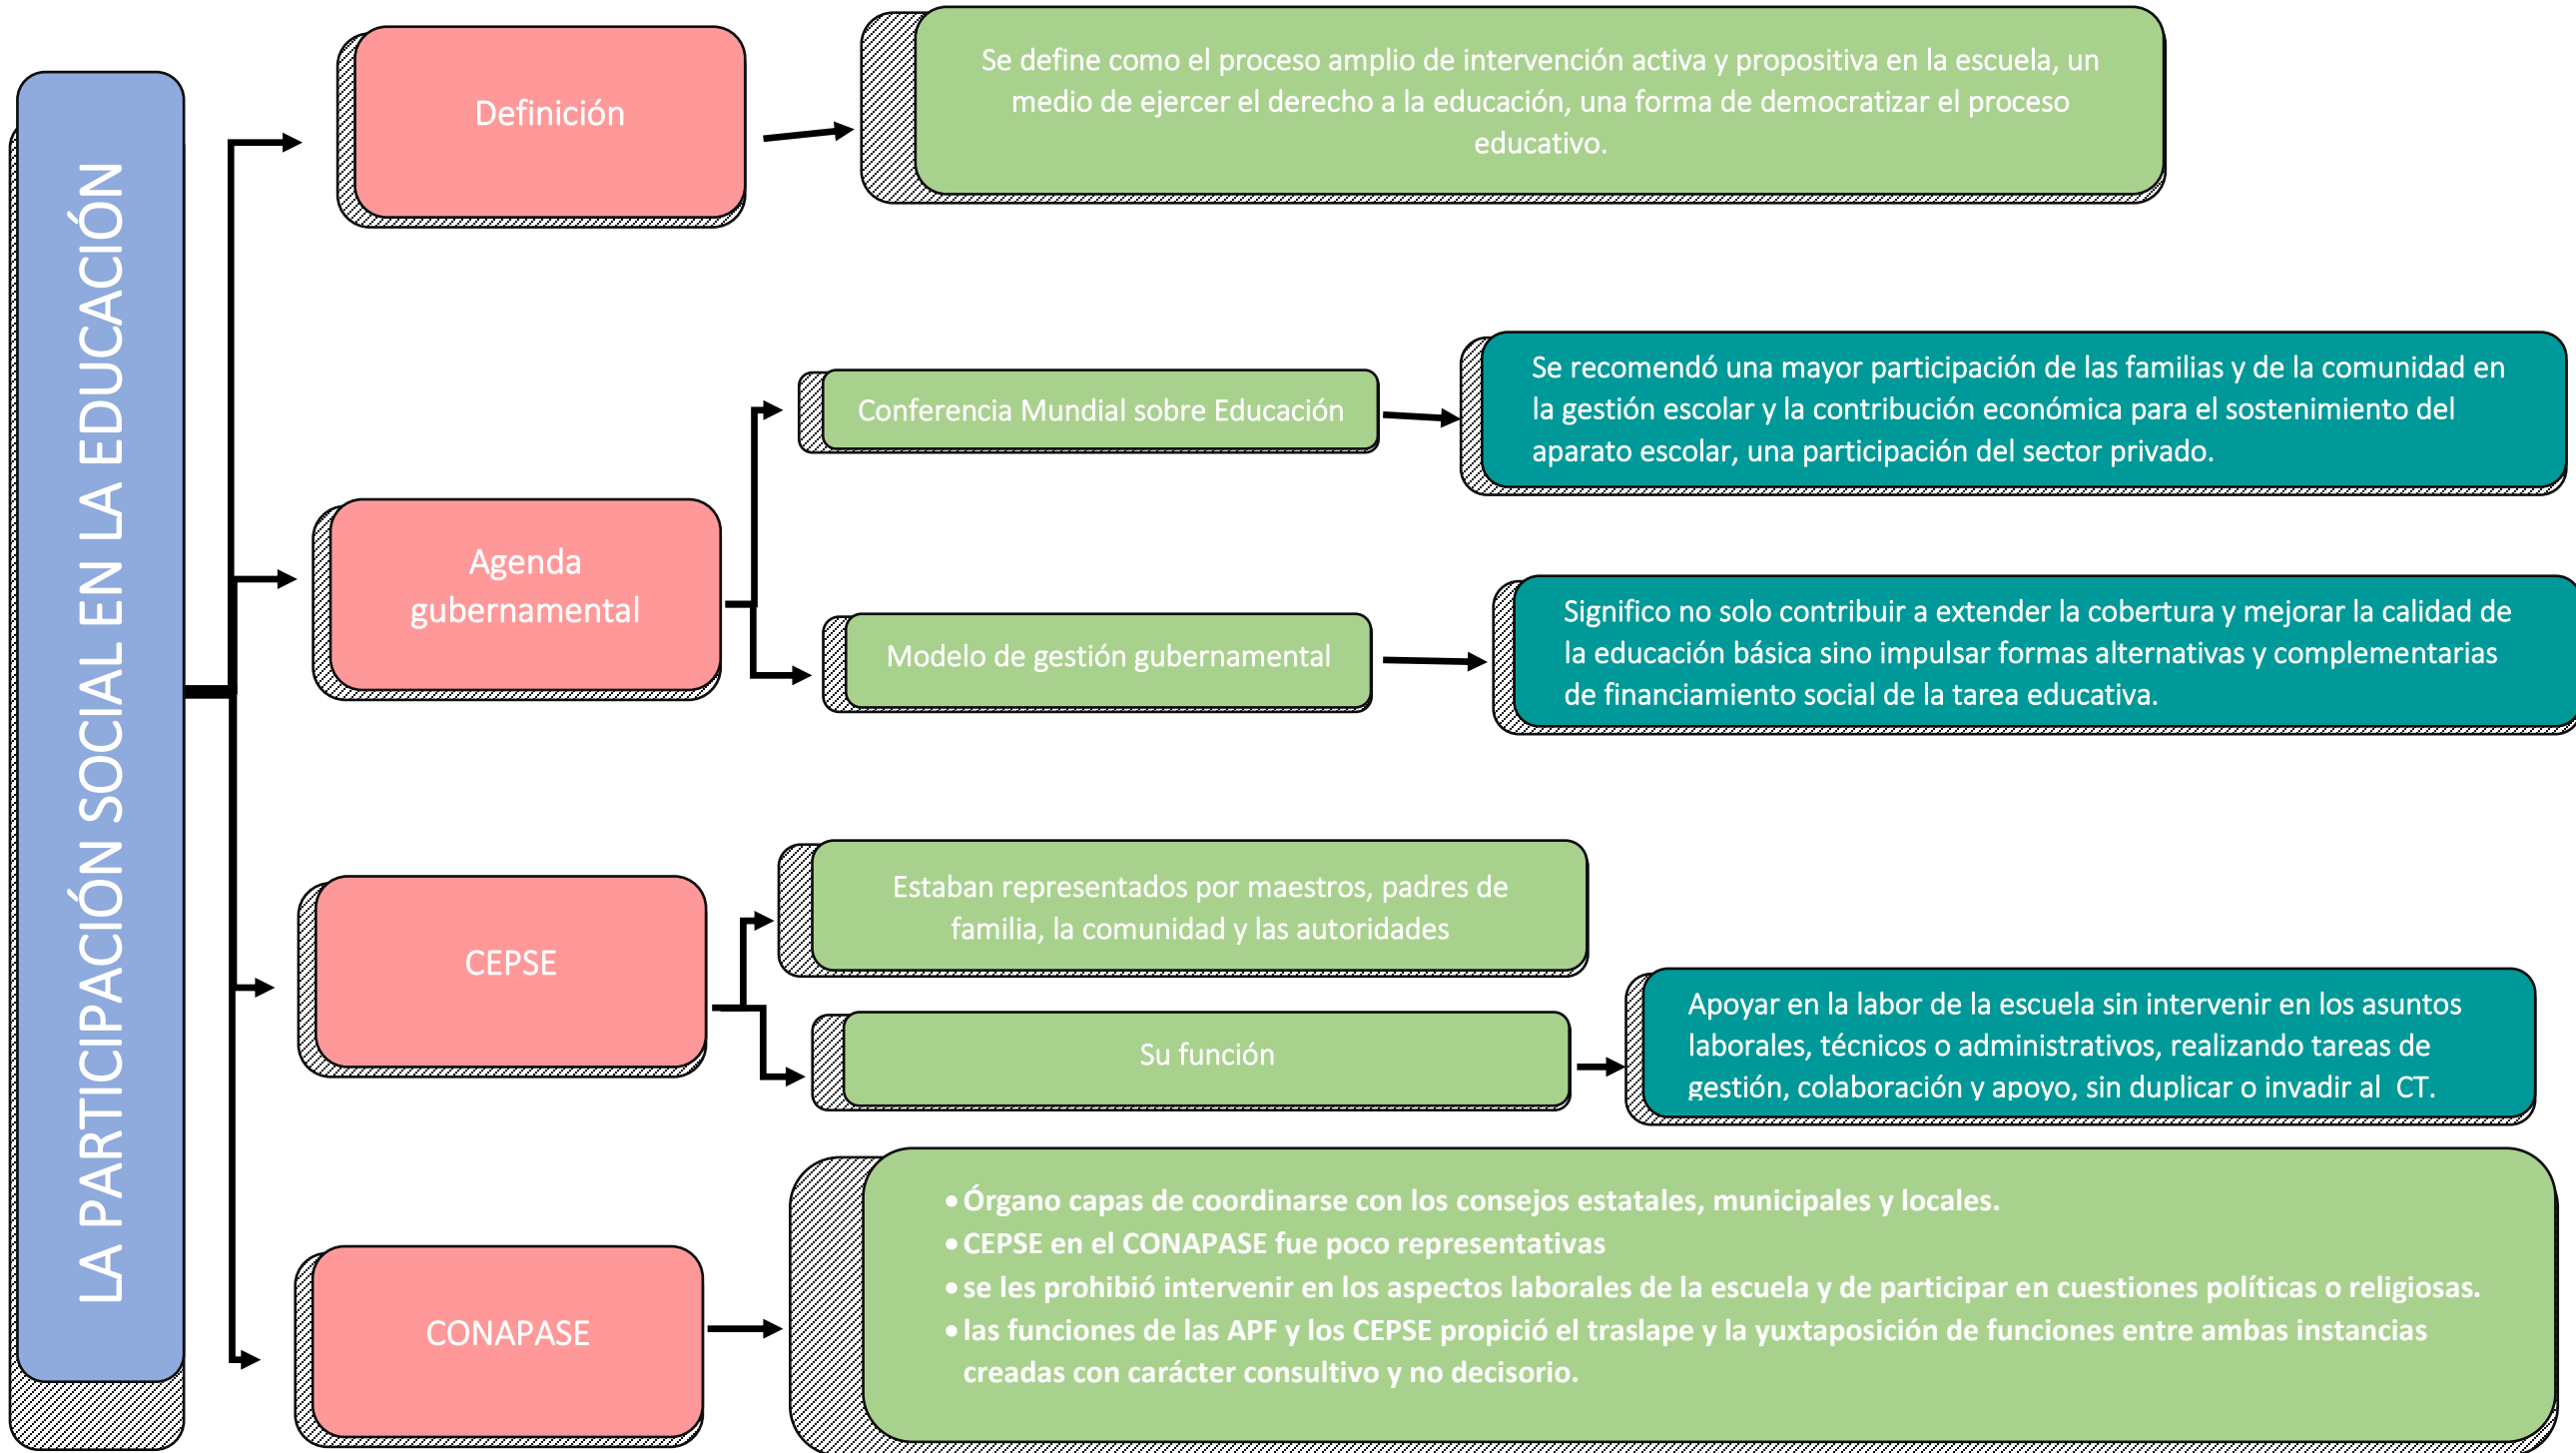 LA PARTICIPACIÓN SOCIAL EN LA EDUCACIÓN
Definición
Se define como el proceso amplio de intervención activa y propositiva en la escuela, un
medio de ejercer el derecho a la educación, una forma de democratizar el proceso
educativo.
Agenda
gubernamental
Conferencia Mundial sobre Educación
Se recomendó una mayor participación de las familias y de la comunidad en
la gestión escolar y la contribución económica para el sostenimiento del
aparato escolar, una participación del sector privado.
Modelo de gestión gubernamental
Significo no solo contribuir a extender la cobertura y mejorar la calidad de
la educación básica sino impulsar formas alternativas y complementarias
de financiamiento social de la tarea educativa.
CEPSE
Estaban representados por maestros, padres de
familia, la comunidad y las autoridades
Su función
Apoyar en la labor de la escuela sin intervenir en los asuntos
laborales, técnicos o administrativos, realizando tareas de
gestión, colaboración y apoyo, sin duplicar o invadir al CT.
CONAPASE
• Órgano capas de coordinarse con los consejos estatales, municipales y locales.
• CEPSE en el CONAPASE fue poco representativas
• se les prohibió intervenir en los aspectos laborales de la escuela y de participar en cuestiones políticas o religiosas.
• las funciones de las APF y los CEPSE propició el traslape y la yuxtaposición de funciones entre ambas instancias
creadas con carácter consultivo y no decisorio.